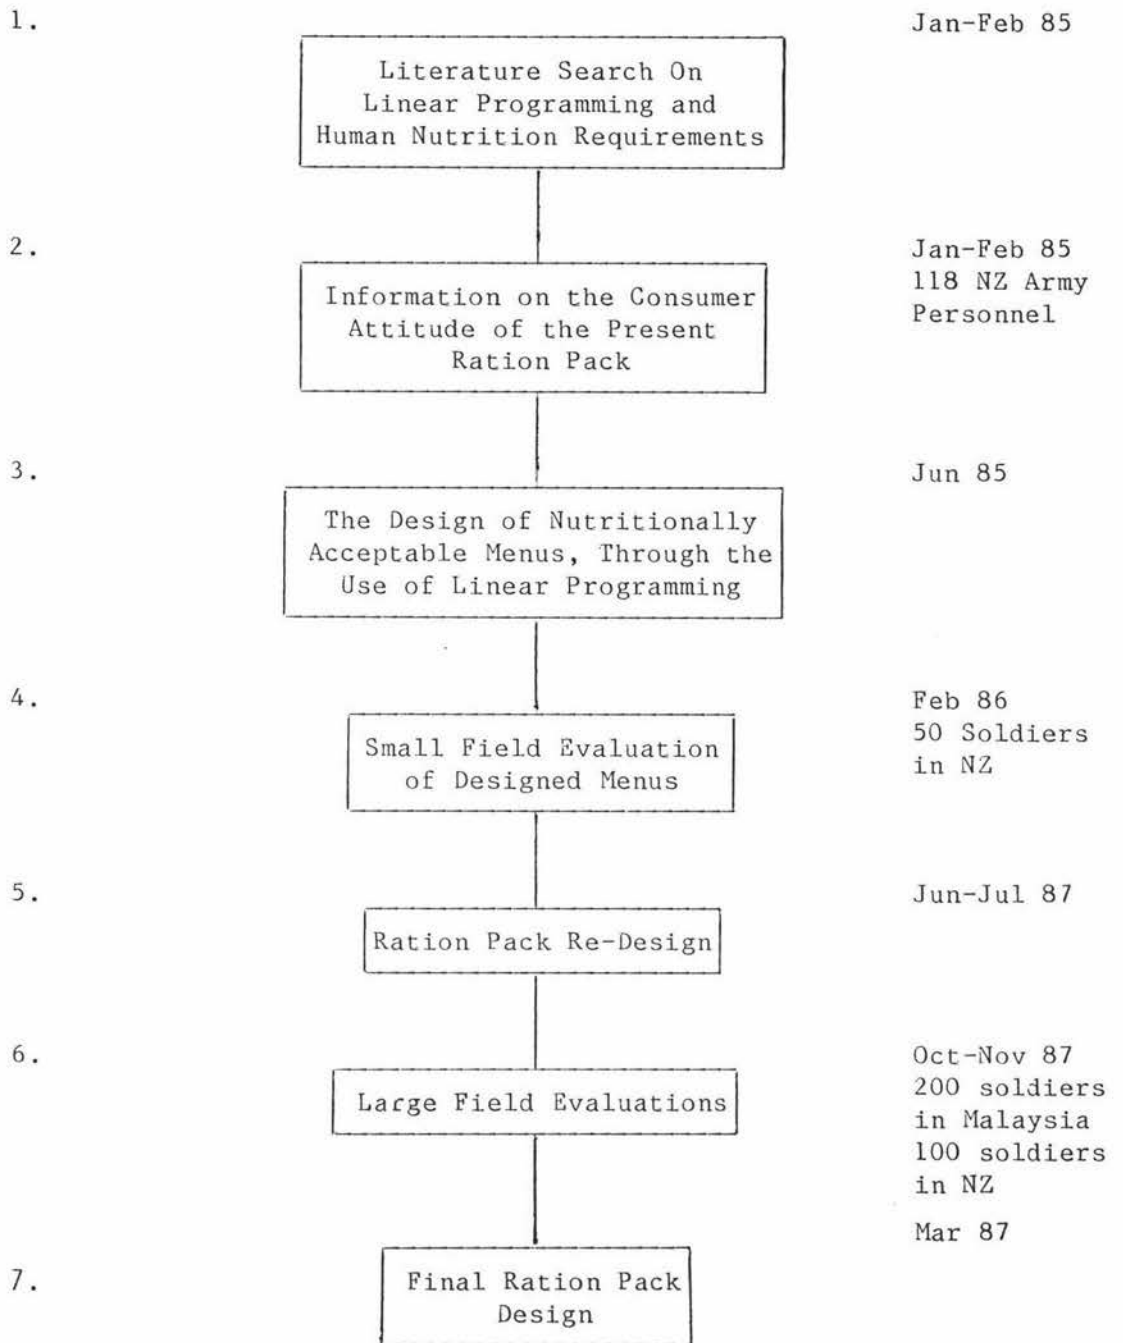 1.
Jan-Feb 85
Literature Search On
Linear Programming and
Human Nutrition Requirements
2.
Jan-Feb 85
118 NZ Army
Personnel
Information on the Consumer
Attitude of the Present
Ration Pack
3.
Jun 85
The Design of Nutritionally
Acceptable Menus, Through the
Use of Linear Programming
4.
Feb 86
50 Soldiers
in NZ
Small Field Evaluation
of Designed Menus
5.
Jun-Jul 87
Ration Pack Re-Design
6.
Oct-Nov 87
200 soldiers
in Malaysia
100 soldiers
in NZ
Large Field Evaluations
Mar 87
7.
Final Ration Pack
Design